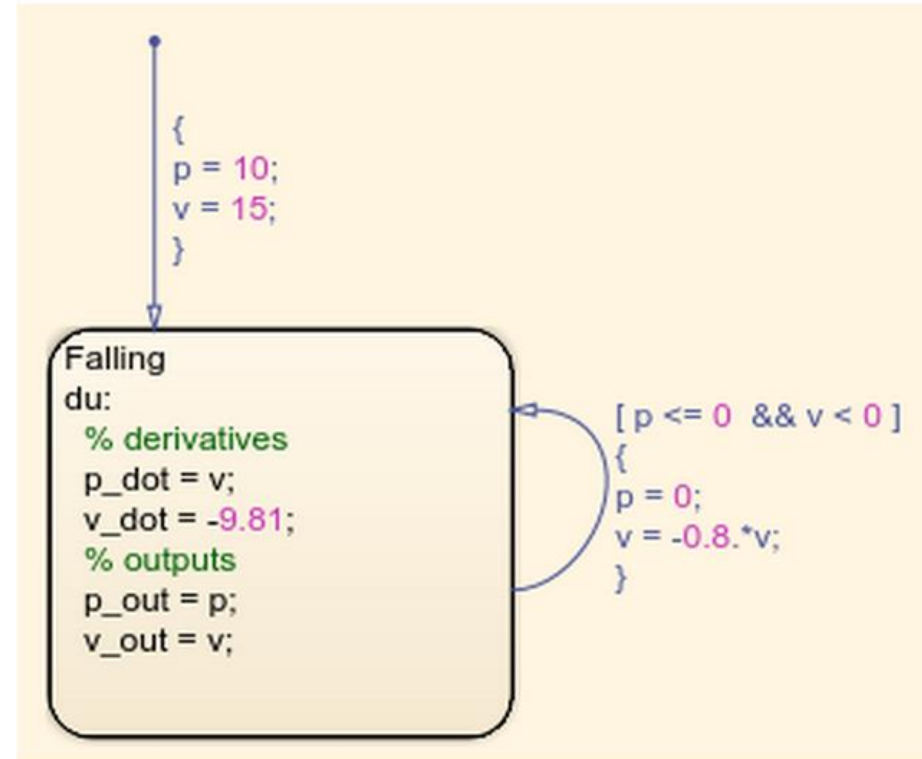 {
p = 10;
v = 15;
}
Falling
du:
% derivatives
p_dot = v;
v_dot = -9.81;
% outputs
p_out = p;
v_out = v;
[ p <= 0 && v < 0 ]
{
p = 0;
v = -0.8.*v;
}